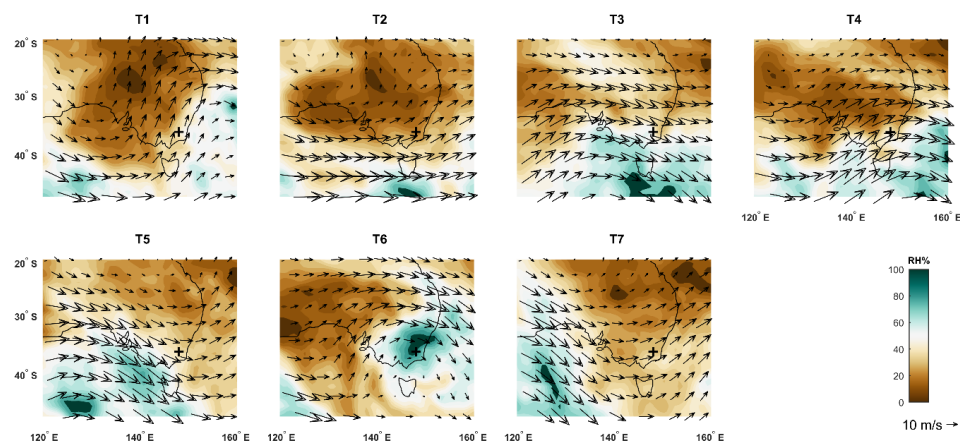 T1 T2 T3 T4
20° S
30° S
40° S
120° E 140° E 160° E
T5 T6 T7
20° S
30° S
40° S
120° E 140° E 160° E 120° E 140° E 160° E 120° E 140° E 160° E
RH%
100
80
60
40
20
0
10 m/s